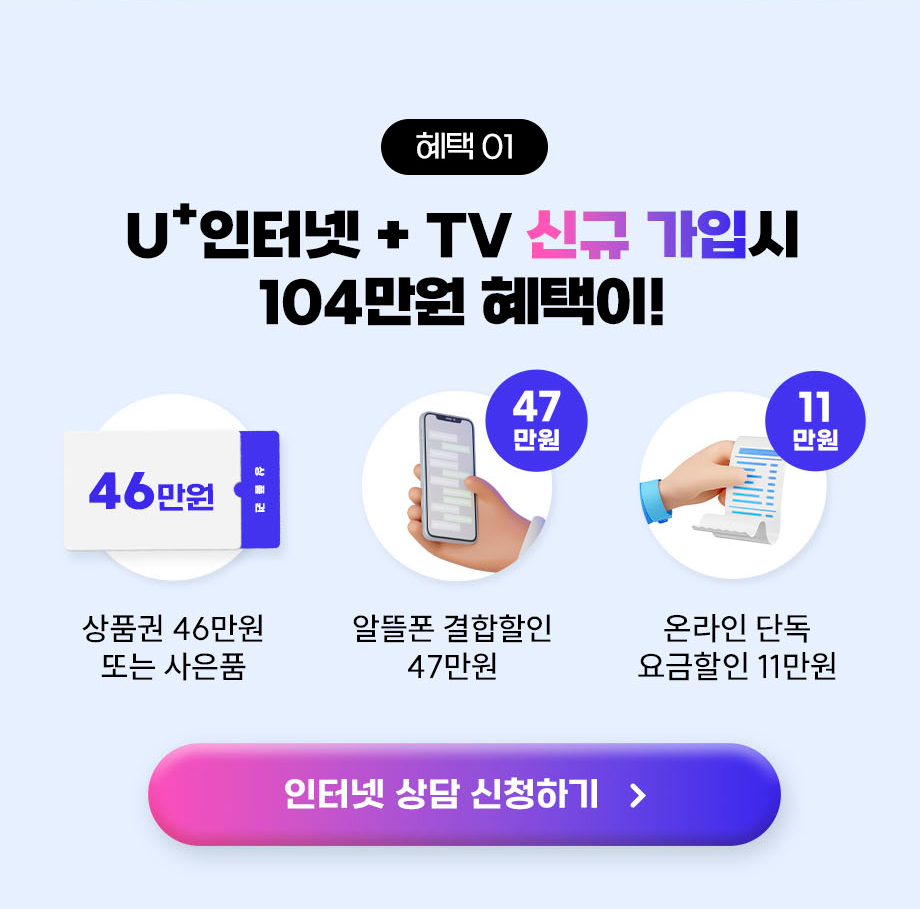 혜택 01
U+인터넷 + TV 신규 가입시
104만원 혜택이!
46만원
상품권
47
만원
11
만원
상품권 46만원
또는 사은품
알뜰폰 결합할인
47만원
온라인 단독
요금할인 11만원
인터넷 상담 신청하기